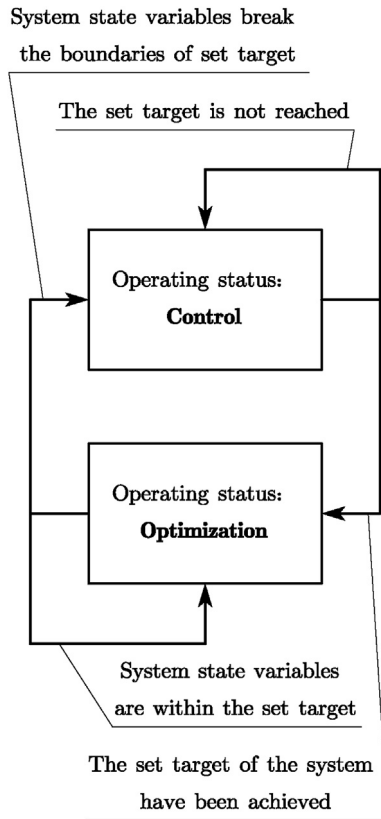 System state variables break
the boundaries of set target
The set target is not reached
Operating status:
Control
Operating status:
Optimization
System state variables
are within the set target
The set target of the system
have been achieved